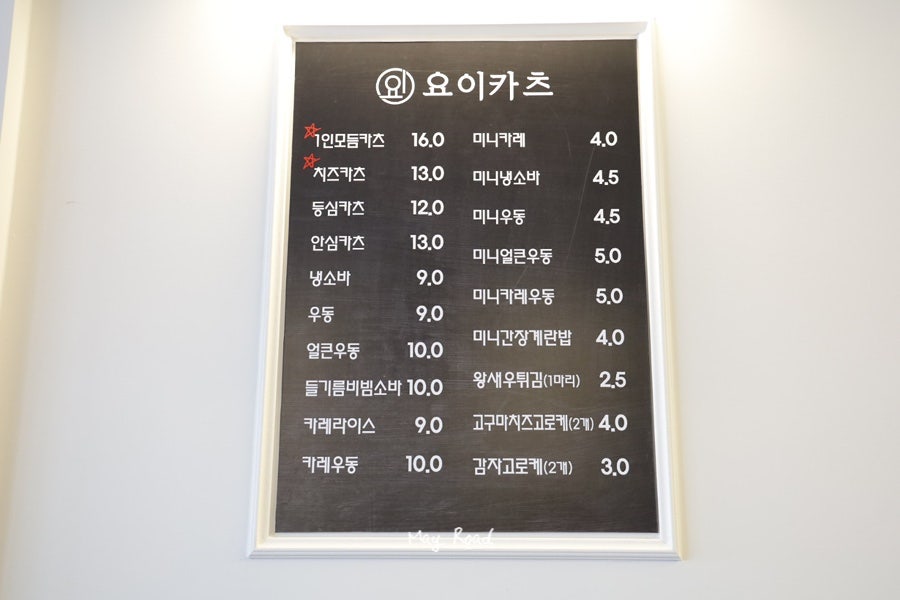 요이 요이카츠
1인모듬카츠 16.0
치즈카츠 13.0
등심카츠 12.0
안심카츠 13.0
냉소바 9.0
우동 9.0
얼큰우동 10.0
들기름비빔소바 10.0
카레라이스 9.0
카레우동 10.0
미니카레 4.0
미니냉소바 4.5
미니우동 4.5
미니얼큰우동 5.0
미니카레우동 5.0
미니간장계란밥 4.0
왕새우튀김(1마리) 2.5
고구마치즈고로케(2개) 4.0
감자고로케(2개) 3.0
May Road